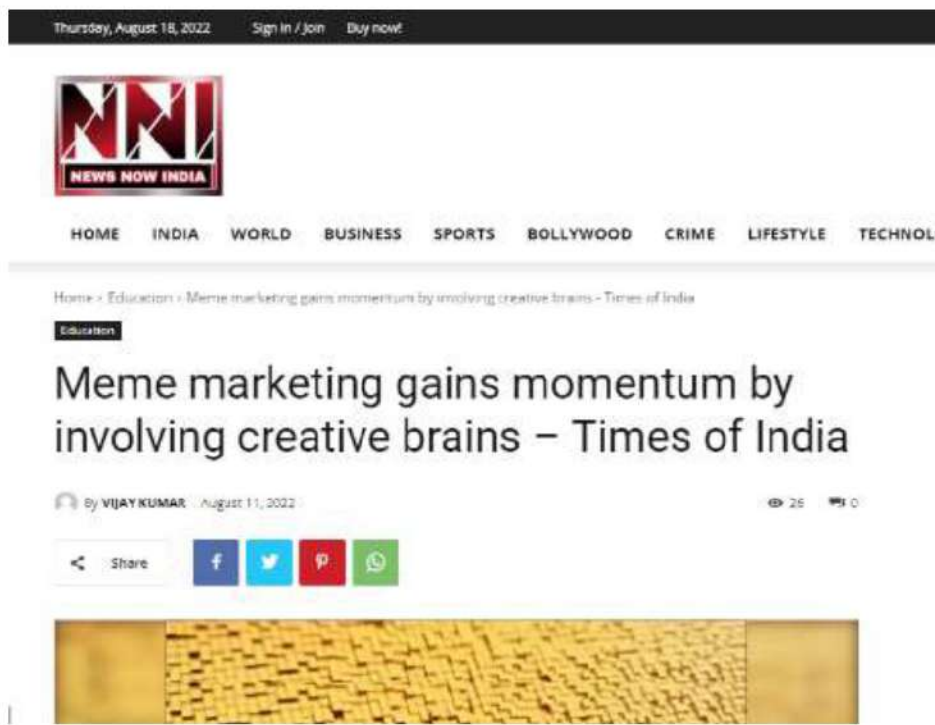 Thursday, August 18, 2022 Sign in / Join Buy now!
NNI
NEWS NOW INDIA
HOME INDIA WORLD BUSINESS SPORTS BOLLYWOOD CRIME LIFESTYLE TECHNOL
Home › Education › Meme marketing gains momentum by involving creative brains - Times of India
Education
Meme marketing gains momentum by
involving creative brains – Times of India
By VIJAY KUMAR August 11, 2022 26 0
Share